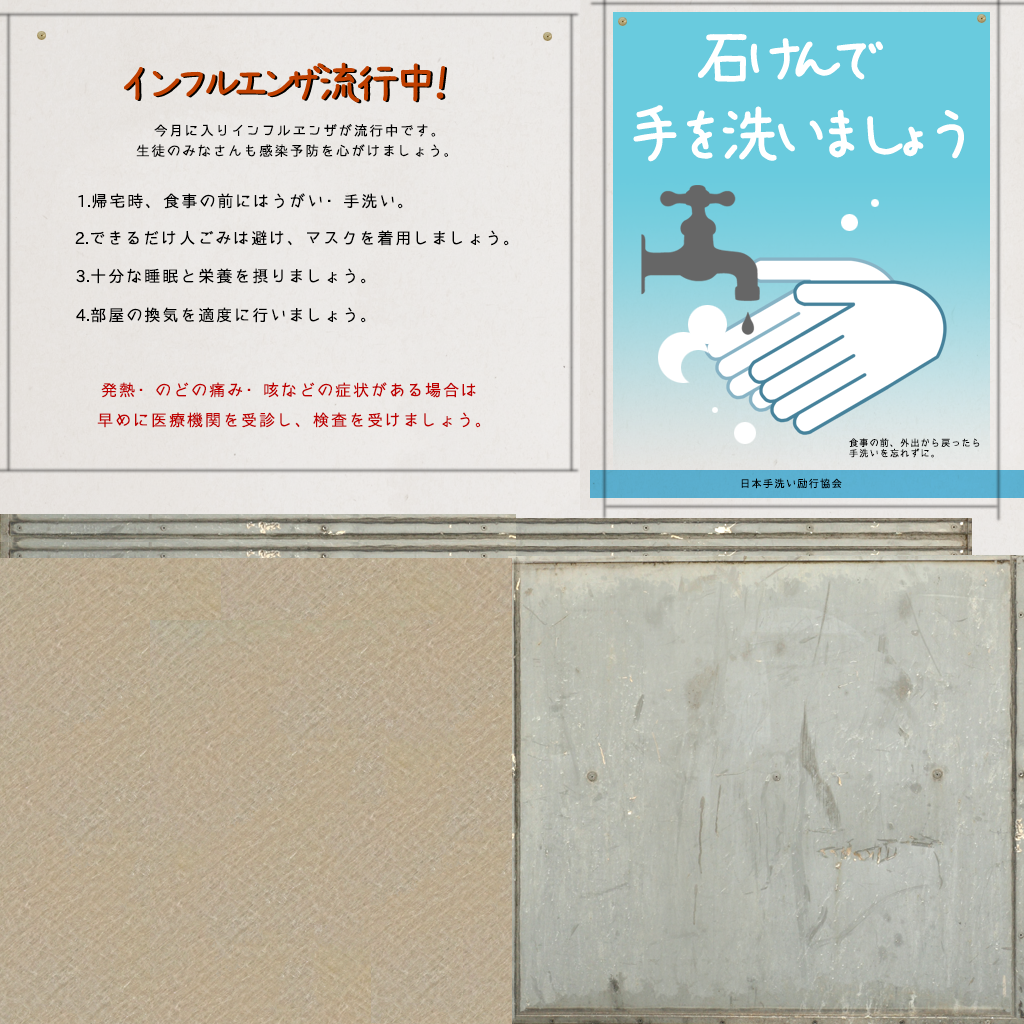 インフルエンザ流行中!
今月に入りインフルエンザが流行中です。
生徒のみなさんも感染予防を心がけましょう。
1.帰宅時、食事の前にはうがい・手洗い。
2.できるだけ人ごみは避け、マスクを着用しましょう。
3.十分な睡眠と栄養を摂りましょう。
4.部屋の換気を適度に行いましょう。
発熱・のどの痛み・咳などの症状がある場合は
早めに医療機関を受診し、検査を受けましょう。
石けんで
手を洗いましょう
食事の前、外出から戻ったら
手洗いを忘れずに。
日本手洗い励行協会